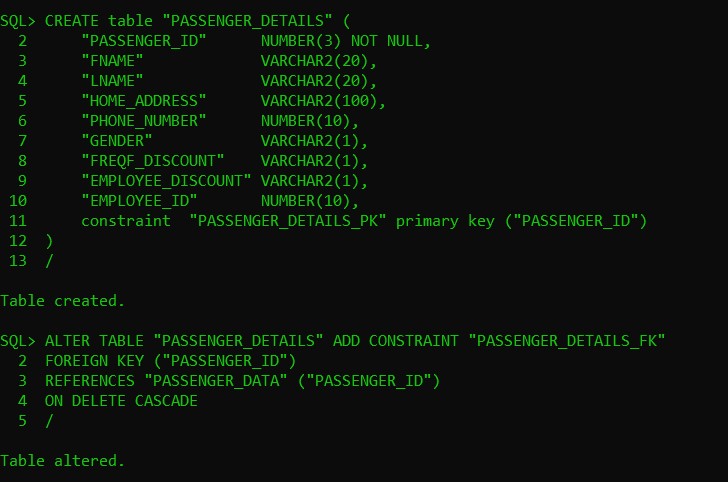 SQL> CREATE table "PASSENGER_DETAILS" (
  2      "PASSENGER_ID"      NUMBER(3) NOT NULL,
  3      "FNAME"             VARCHAR2(20),
  4      "LNAME"             VARCHAR2(20),
  5      "HOME_ADDRESS"      VARCHAR2(100),
  6      "PHONE_NUMBER"      NUMBER(10),
  7      "GENDER"            VARCHAR2(1),
  8      "FREQF_DISCOUNT"    VARCHAR2(1),
  9      "EMPLOYEE_DISCOUNT" VARCHAR2(1),
 10      "EMPLOYEE_ID"       NUMBER(10),
 11      constraint  "PASSENGER_DETAILS_PK" primary key ("PASSENGER_ID")
 12  )
 13  /
Table created.
SQL> ALTER TABLE "PASSENGER_DETAILS" ADD CONSTRAINT "PASSENGER_DETAILS_FK"
  2  FOREIGN KEY ("PASSENGER_ID")
  3  REFERENCES "PASSENGER_DATA" ("PASSENGER_ID")
  4  ON DELETE CASCADE
  5  /
Table altered.